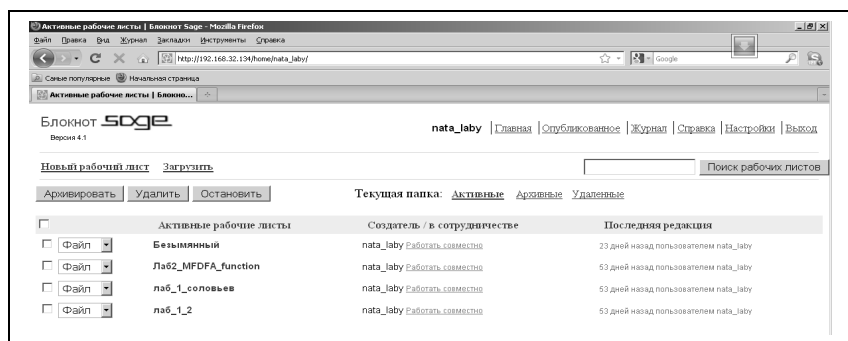 Активные рабочие листы | Блокнот Sage - Mozilla Firefox
Файл Правка Вид Журнал Закладки Инструменты Справка
http://192.168.32.134/home/nata_laby/ Google
Самые популярные Начальная страница
Активные рабочие листы | Блокно...
Блокнот sage
Версия 4.1
nata_laby | Главная | Опубликованное | Журнал | Справка | Настройки | Выход
Новый рабочий лист Загрузить Поиск рабочих листов
Архивировать Удалить Остановить Текущая папка: Активные Архивные Удаленные
Активные рабочие листы Создатель / в сотрудничестве Последняя редакция
Файл Безымянный nata_laby Работать совместно 23 дней назад пользователем nata_laby
Файл Лаб2_MFDFA_function nata_laby Работать совместно 53 дней назад пользователем nata_laby
Файл лаб_1_соловьев nata_laby Работать совместно 53 дней назад пользователем nata_laby
Файл лаб_1_2 nata_laby Работать совместно 53 дней назад пользователем nata_laby